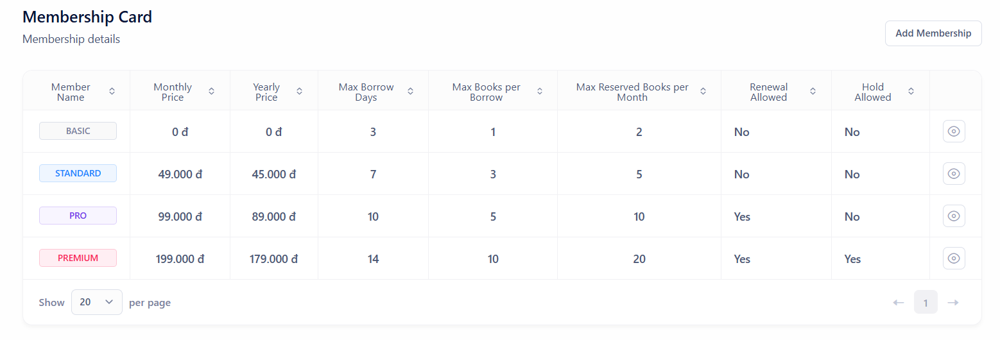 Membership Card
Membership details
Add Membership
Member Name
Monthly Price
Yearly Price
Max Borrow Days
Max Books per Borrow
Max Reserved Books per Month
Renewal Allowed
Hold Allowed
BASIC 0 đ 0 đ 3 1 2 No No
STANDARD 49.000 đ 45.000 đ 7 3 5 No No
PRO 99.000 đ 89.000 đ 10 5 10 Yes No
PREMIUM 199.000 đ 179.000 đ 14 10 20 Yes Yes
Show 20 per page
1